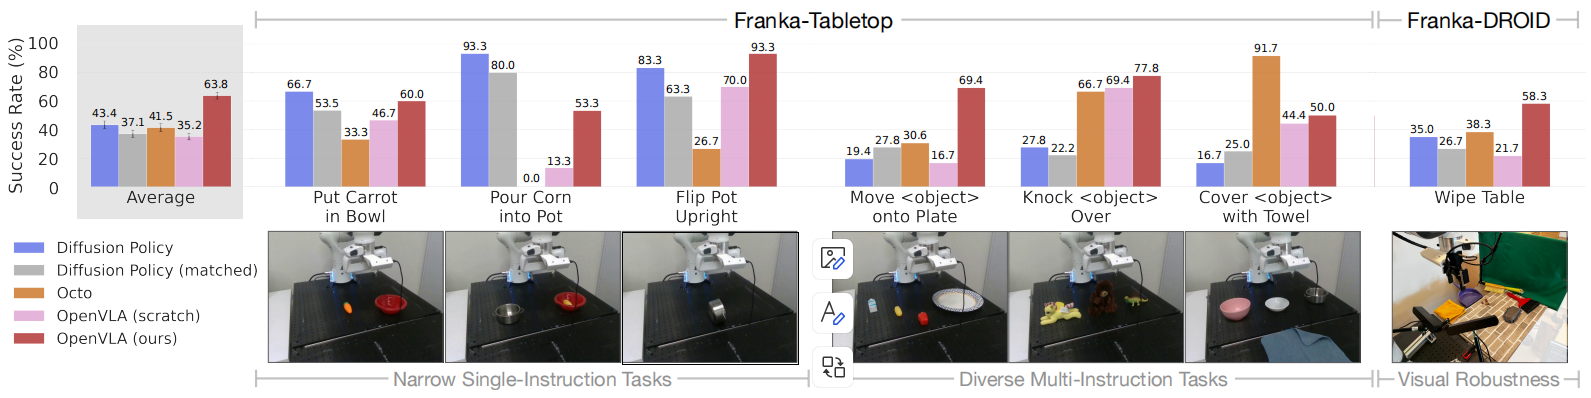 Franka-Tabletop
Franka-DROID
Success Rate (%)
100
80
60
40
20
0
43.4
37.1
41.5
35.2
63.8
Average
66.7
53.5
33.3
46.7
60.0
Put Carrot
in Bowl
93.3
80.0
0.0
13.3
53.3
Pour Corn
into Pot
83.3
63.3
26.7
70.0
93.3
Flip Pot
Upright
19.4
27.8
30.6
16.7
69.4
Move <object>
onto Plate
27.8
22.2
66.7
69.4
77.8
Knock <object>
Over
16.7
25.0
91.7
44.4
50.0
Cover <object>
with Towel
35.0
26.7
38.3
21.7
58.3
Wipe Table
Diffusion Policy
Diffusion Policy (matched)
Octo
OpenVLA (scratch)
OpenVLA (ours)
A
Narrow Single-Instruction Tasks
Diverse Multi-Instruction Tasks
Visual Robustness